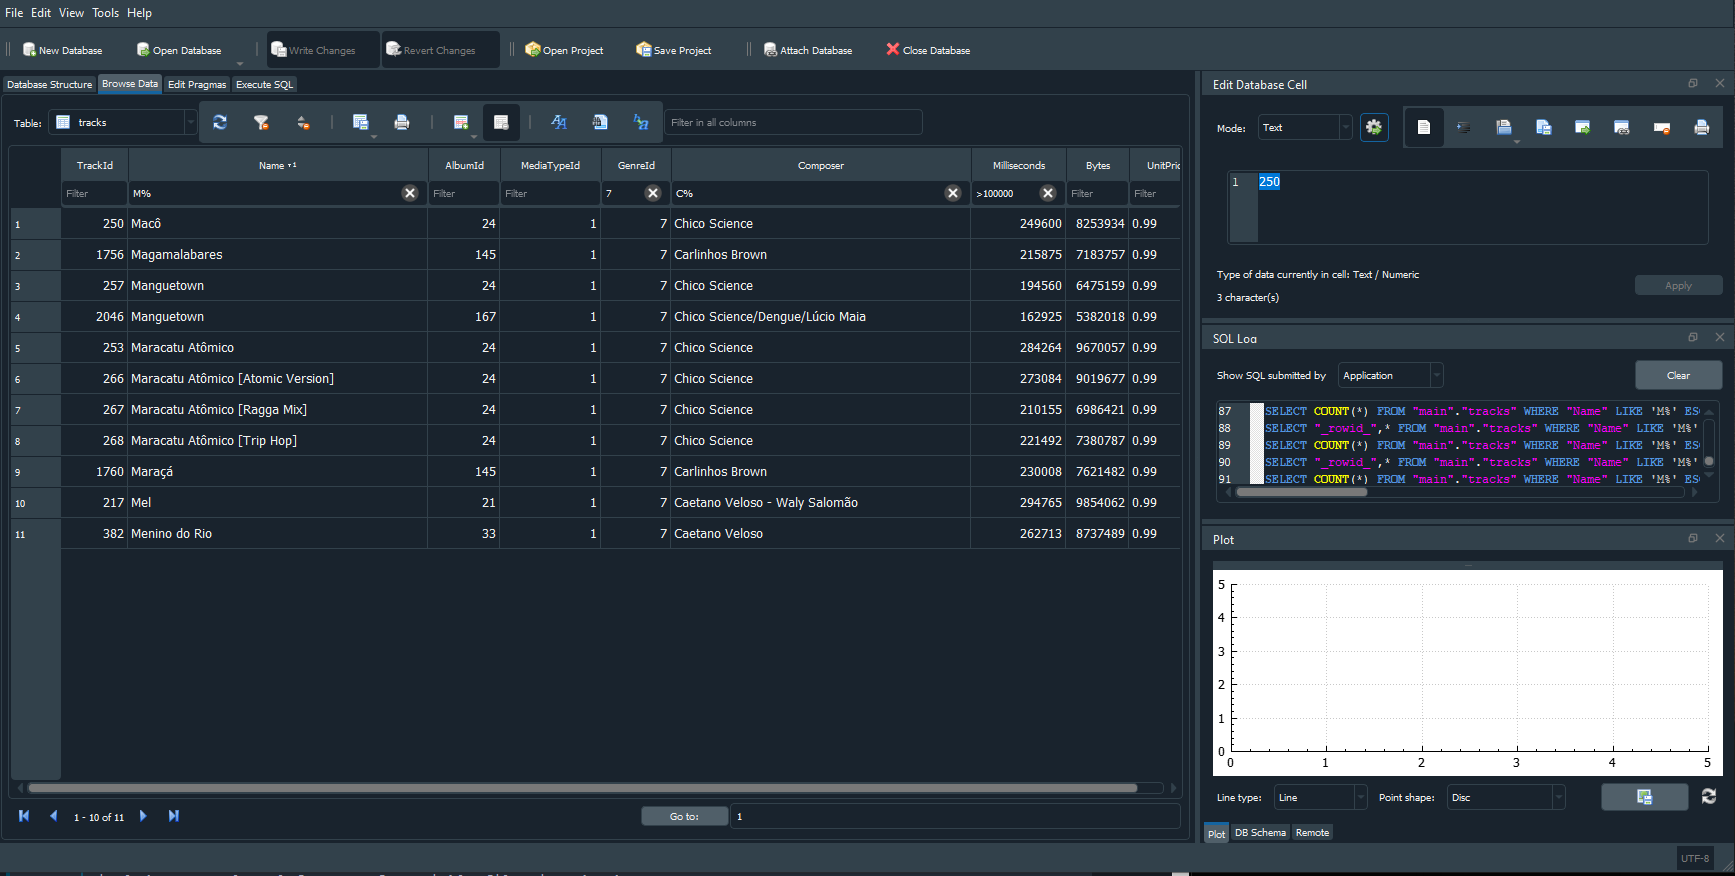 File Edit View Tools Help
New Database Open Database Write Changes Revert Changes Open Project Save Project Attach Database Close Database
Database Structure Browse Data Edit Pragmas Execute SQL
Table: tracks Filter in all columns
TrackId Name AlbumId MediaTypeId GenreId Composer Milliseconds Bytes
Filter M% Filter Filter 7 C% >100000 Filter Filter
1 250 Macô 24 1 7 Chico Science 249600 8253934 0.99
2 1756 Magamalabares 145 1 7 Carlinhos Brown 215875 7183757 0.99
3 257 Manguetown 24 1 7 Chico Science 194560 6475159 0.99
4 2046 Manguetown 167 1 7 Chico Science/Dengue/Lúcio Maia 162925 5382018 0.99
5 253 Maracatu Atômico 24 1 7 Chico Science 284264 9670057 0.99
6 266 Maracatu Atômico [Atomic Version] 24 1 7 Chico Science 273084 9019677 0.99
7 267 Maracatu Atômico [Ragga Mix] 24 1 7 Chico Science 210155 6986421 0.99
8 268 Maracatu Atômico [Trip Hop] 24 1 7 Chico Science 221492 7380787 0.99
9 1760 Maraçá 145 1 7 Carlinhos Brown 230008 7621482 0.99
10 217 Mel 21 1 7 Caetano Veloso - Waly Salomão 294765 9854062 0.99
11 382 Menino do Rio 33 1 7 Caetano Veloso 262713 8737489 0.99
1 - 10 of 11 Go to: 1
Edit Database Cell
Mode: Text
1 250
Type of data currently in cell: Text / Numeric
3 character(s)
Apply
SQL Log
Show SQL submitted by Application Clear
87 SELECT COUNT(*) FROM "main"."tracks" WHERE "Name" LIKE 'M%'
88 SELECT "_rowid_",* FROM "main"."tracks" WHERE "Name" LIKE 'M%'
89 SELECT COUNT(*) FROM "main"."tracks" WHERE "Name" LIKE 'M%'
90 SELECT "_rowid_",* FROM "main"."tracks" WHERE "Name" LIKE 'M%'
91 SELECT COUNT(*) FROM "main"."tracks" WHERE "Name" LIKE 'M%'
Plot
5
4
3
2
1
0
0 1 2 3 4 5
Line type: Line Point shape: Disc
Plot DB Schema Remote
UTF-8